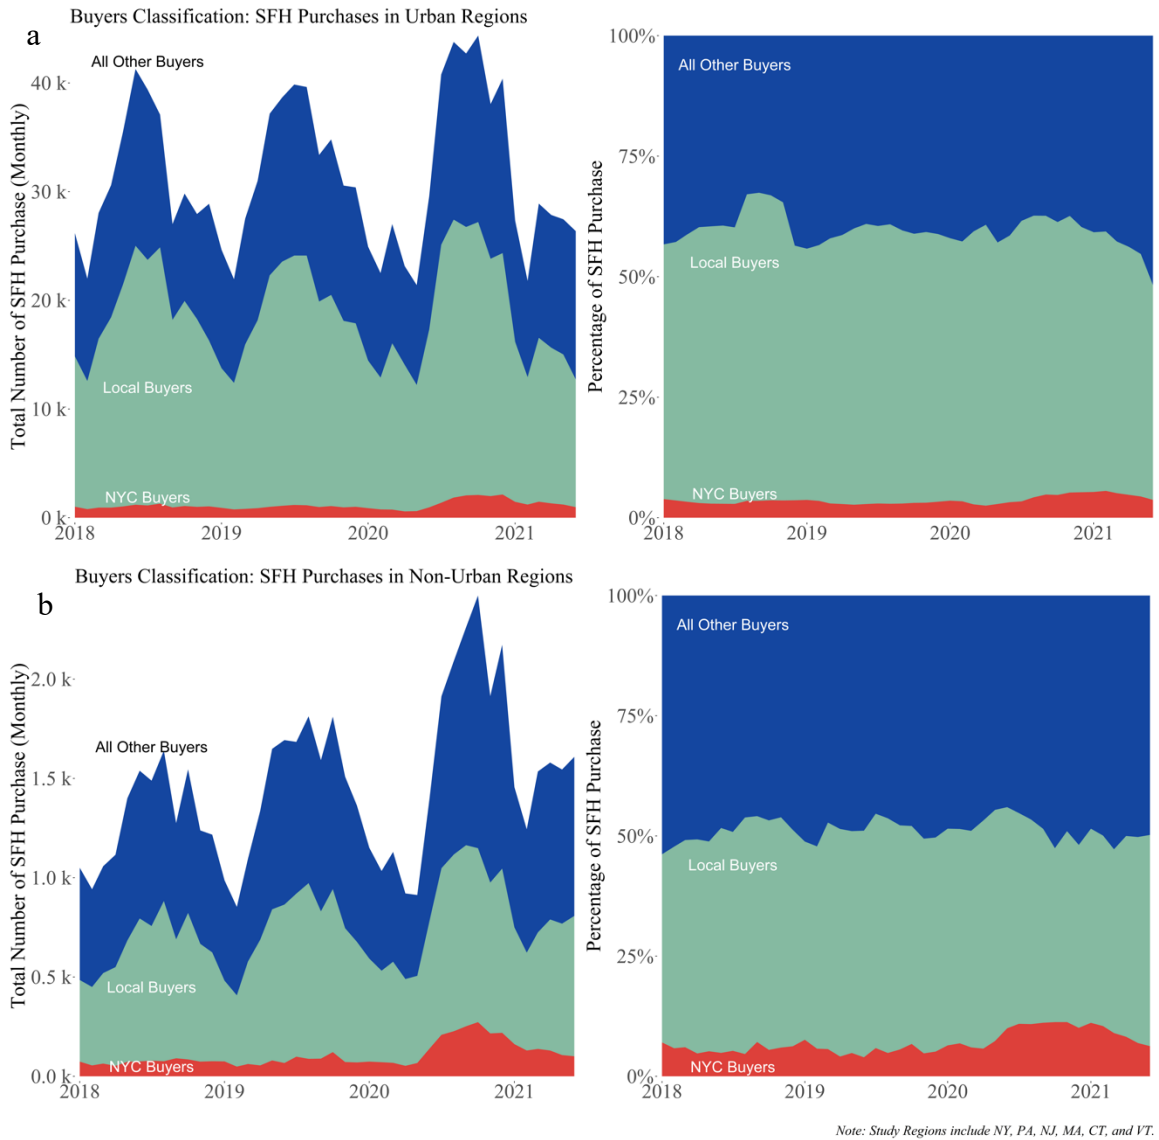 Buyers Classification: SFH Purchases in Urban Regions
a
All Other Buyers
Local Buyers
NYC Buyers
Total Number of SFH Purchase (Monthly)
40 k
30 k
20 k
10 k
0 k
2018 2019 2020 2021
All Other Buyers
Local Buyers
NYC Buyers
Percentage of SFH Purchase
100%
75%
50%
25%
0%
2018 2019 2020 2021
Buyers Classification: SFH Purchases in Non-Urban Regions
b
All Other Buyers
Local Buyers
NYC Buyers
Total Number of SFH Purchase (Monthly)
2.0 k
1.5 k
1.0 k
0.5 k
0.0 k
2018 2019 2020 2021
All Other Buyers
Local Buyers
NYC Buyers
Percentage of SFH Purchase
100%
75%
50%
25%
0%
2018 2019 2020 2021
Note: Study Regions include NY, PA, NJ, MA, CT, and VT.